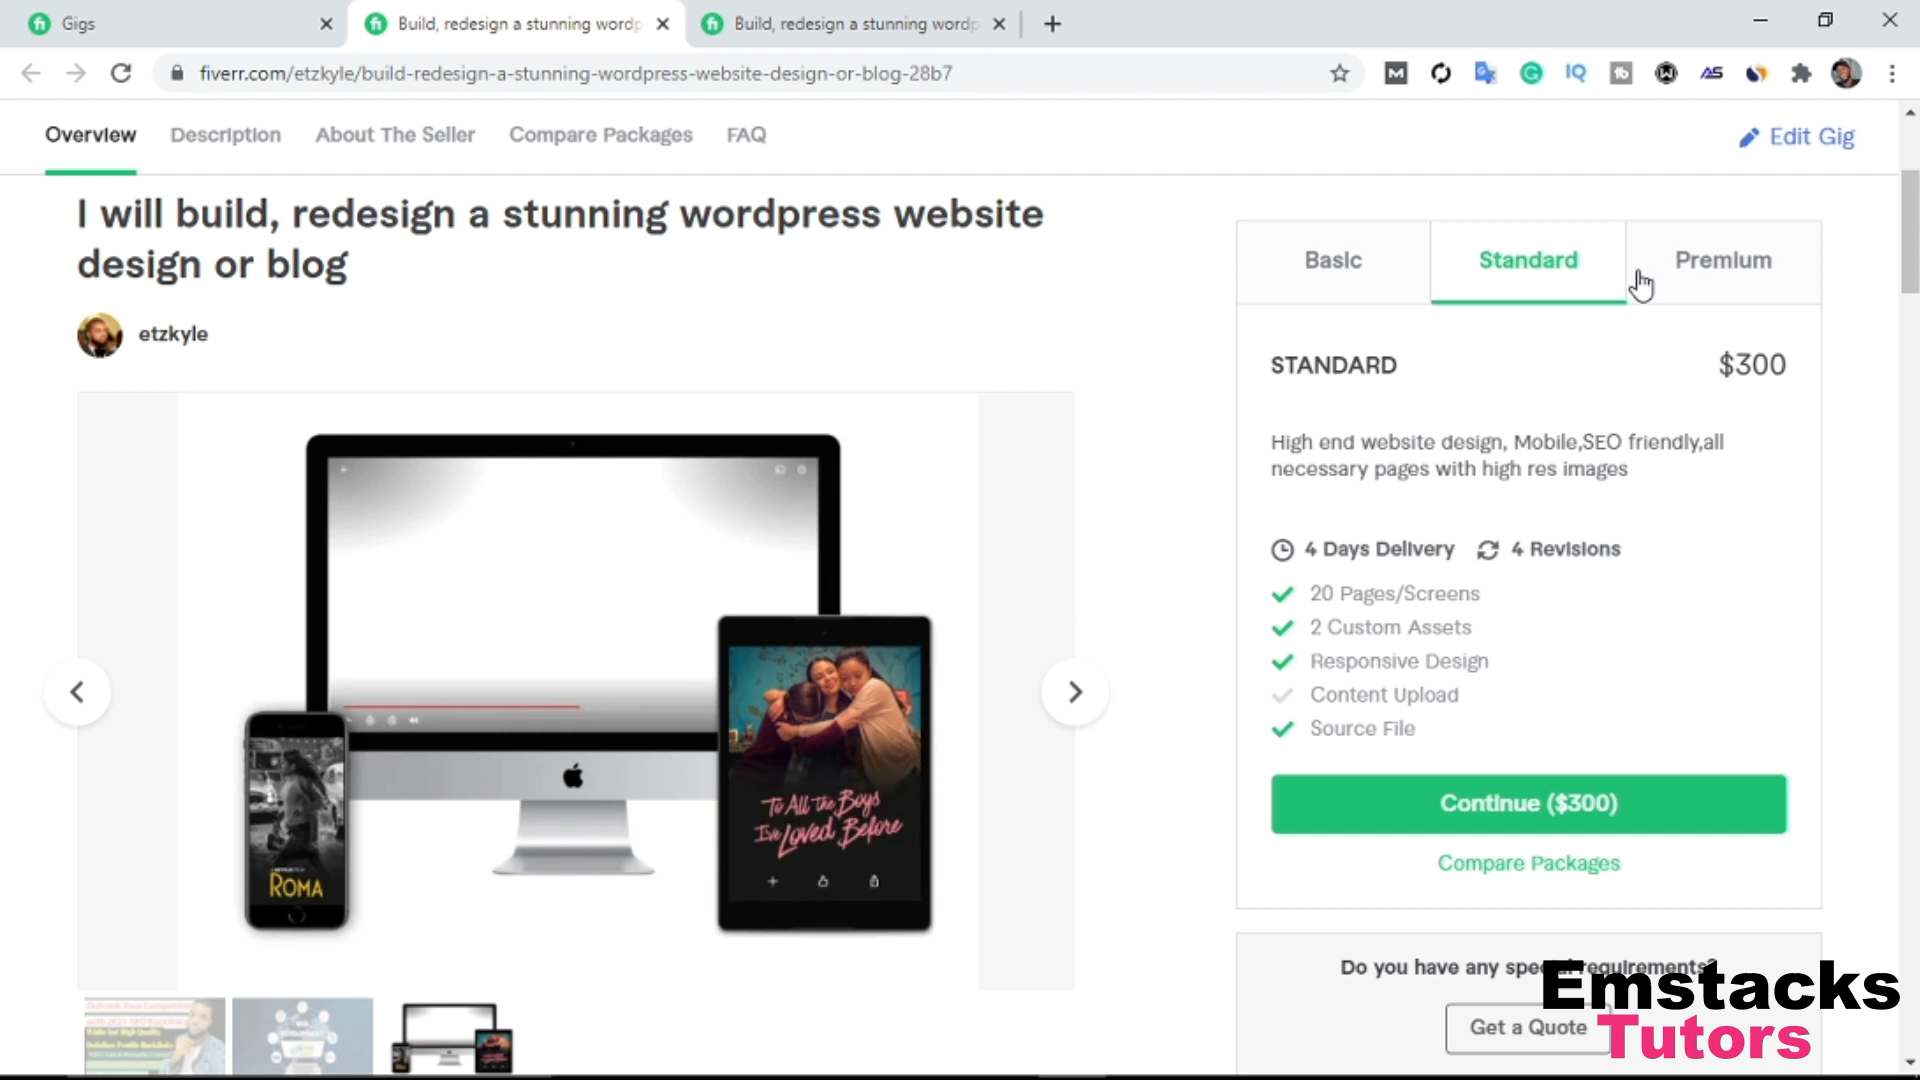 Gigs
Build, redesign a stunning wordp
Build, redesign a stunning wordp
fiverr.com/etzkyle/build-redesign-a-stunning-wordpress-website-design-or-blog-28b7
Overview
Description
About The Seller
Compare Packages
FAQ
Edit Gig
I will build, redesign a stunning wordpress website
design or blog
etzkyle
Basic
Standard
Premium
STANDARD
$300
High end website design, Mobile,SEO friendly,all
necessary pages with high res images
4 Days Delivery
4 Revisions
20 Pages/Screens
2 Custom Assets
Responsive Design
Content Upload
Source File
Continue ($300)
Compare Packages
To All the Boys
I've Loved Before
ROMA
Do you have any special requirements?
Get a Quote
Emstacks
Tutors